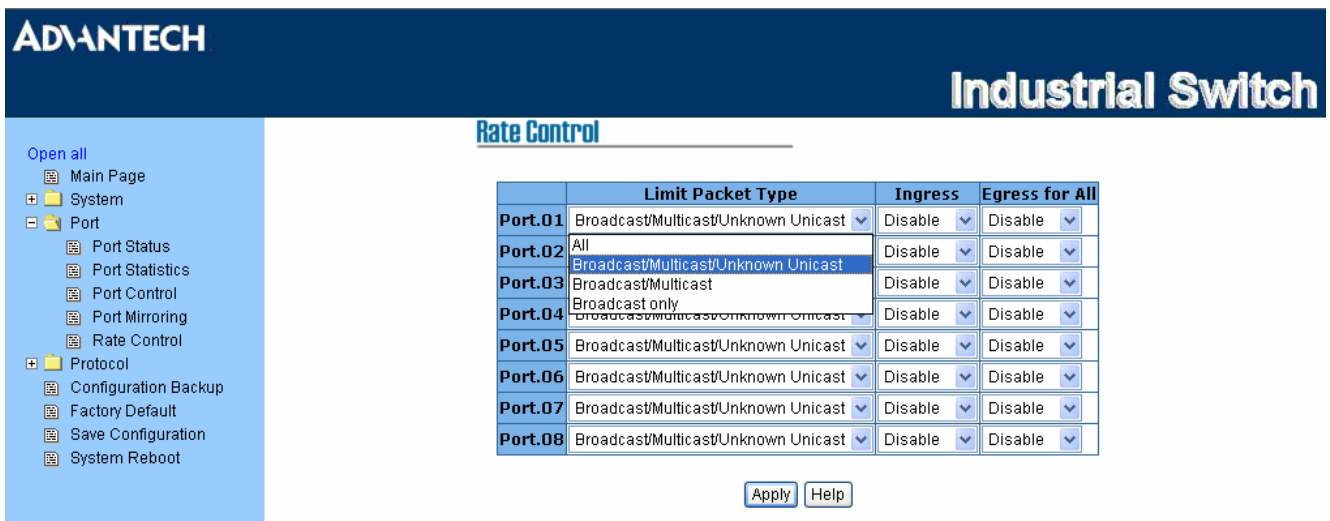 ADVANTECH
Industrial Switch
Open all
Main Page
System
Port
Port Status
Port Statistics
Port Control
Port Mirroring
Rate Control
Protocol
Configuration Backup
Factory Default
Save Configuration
System Reboot
Rate Control
Limit Packet Type Ingress Egress for All
Port.01 Broadcast/Multicast/Unknown Unicast Disable Disable
All
Port.02 Disable Disable
Broadcast/Multicast/Unknown Unicast
Port.03 Broadcast/Multicast Disable Disable
Broadcast only
Port.04 Broadcast/Multicast/Unknown Unicast Disable Disable
Port.05 Broadcast/Multicast/Unknown Unicast Disable Disable
Port.06 Broadcast/Multicast/Unknown Unicast Disable Disable
Port.07 Broadcast/Multicast/Unknown Unicast Disable Disable
Port.08 Broadcast/Multicast/Unknown Unicast Disable Disable
Apply Help